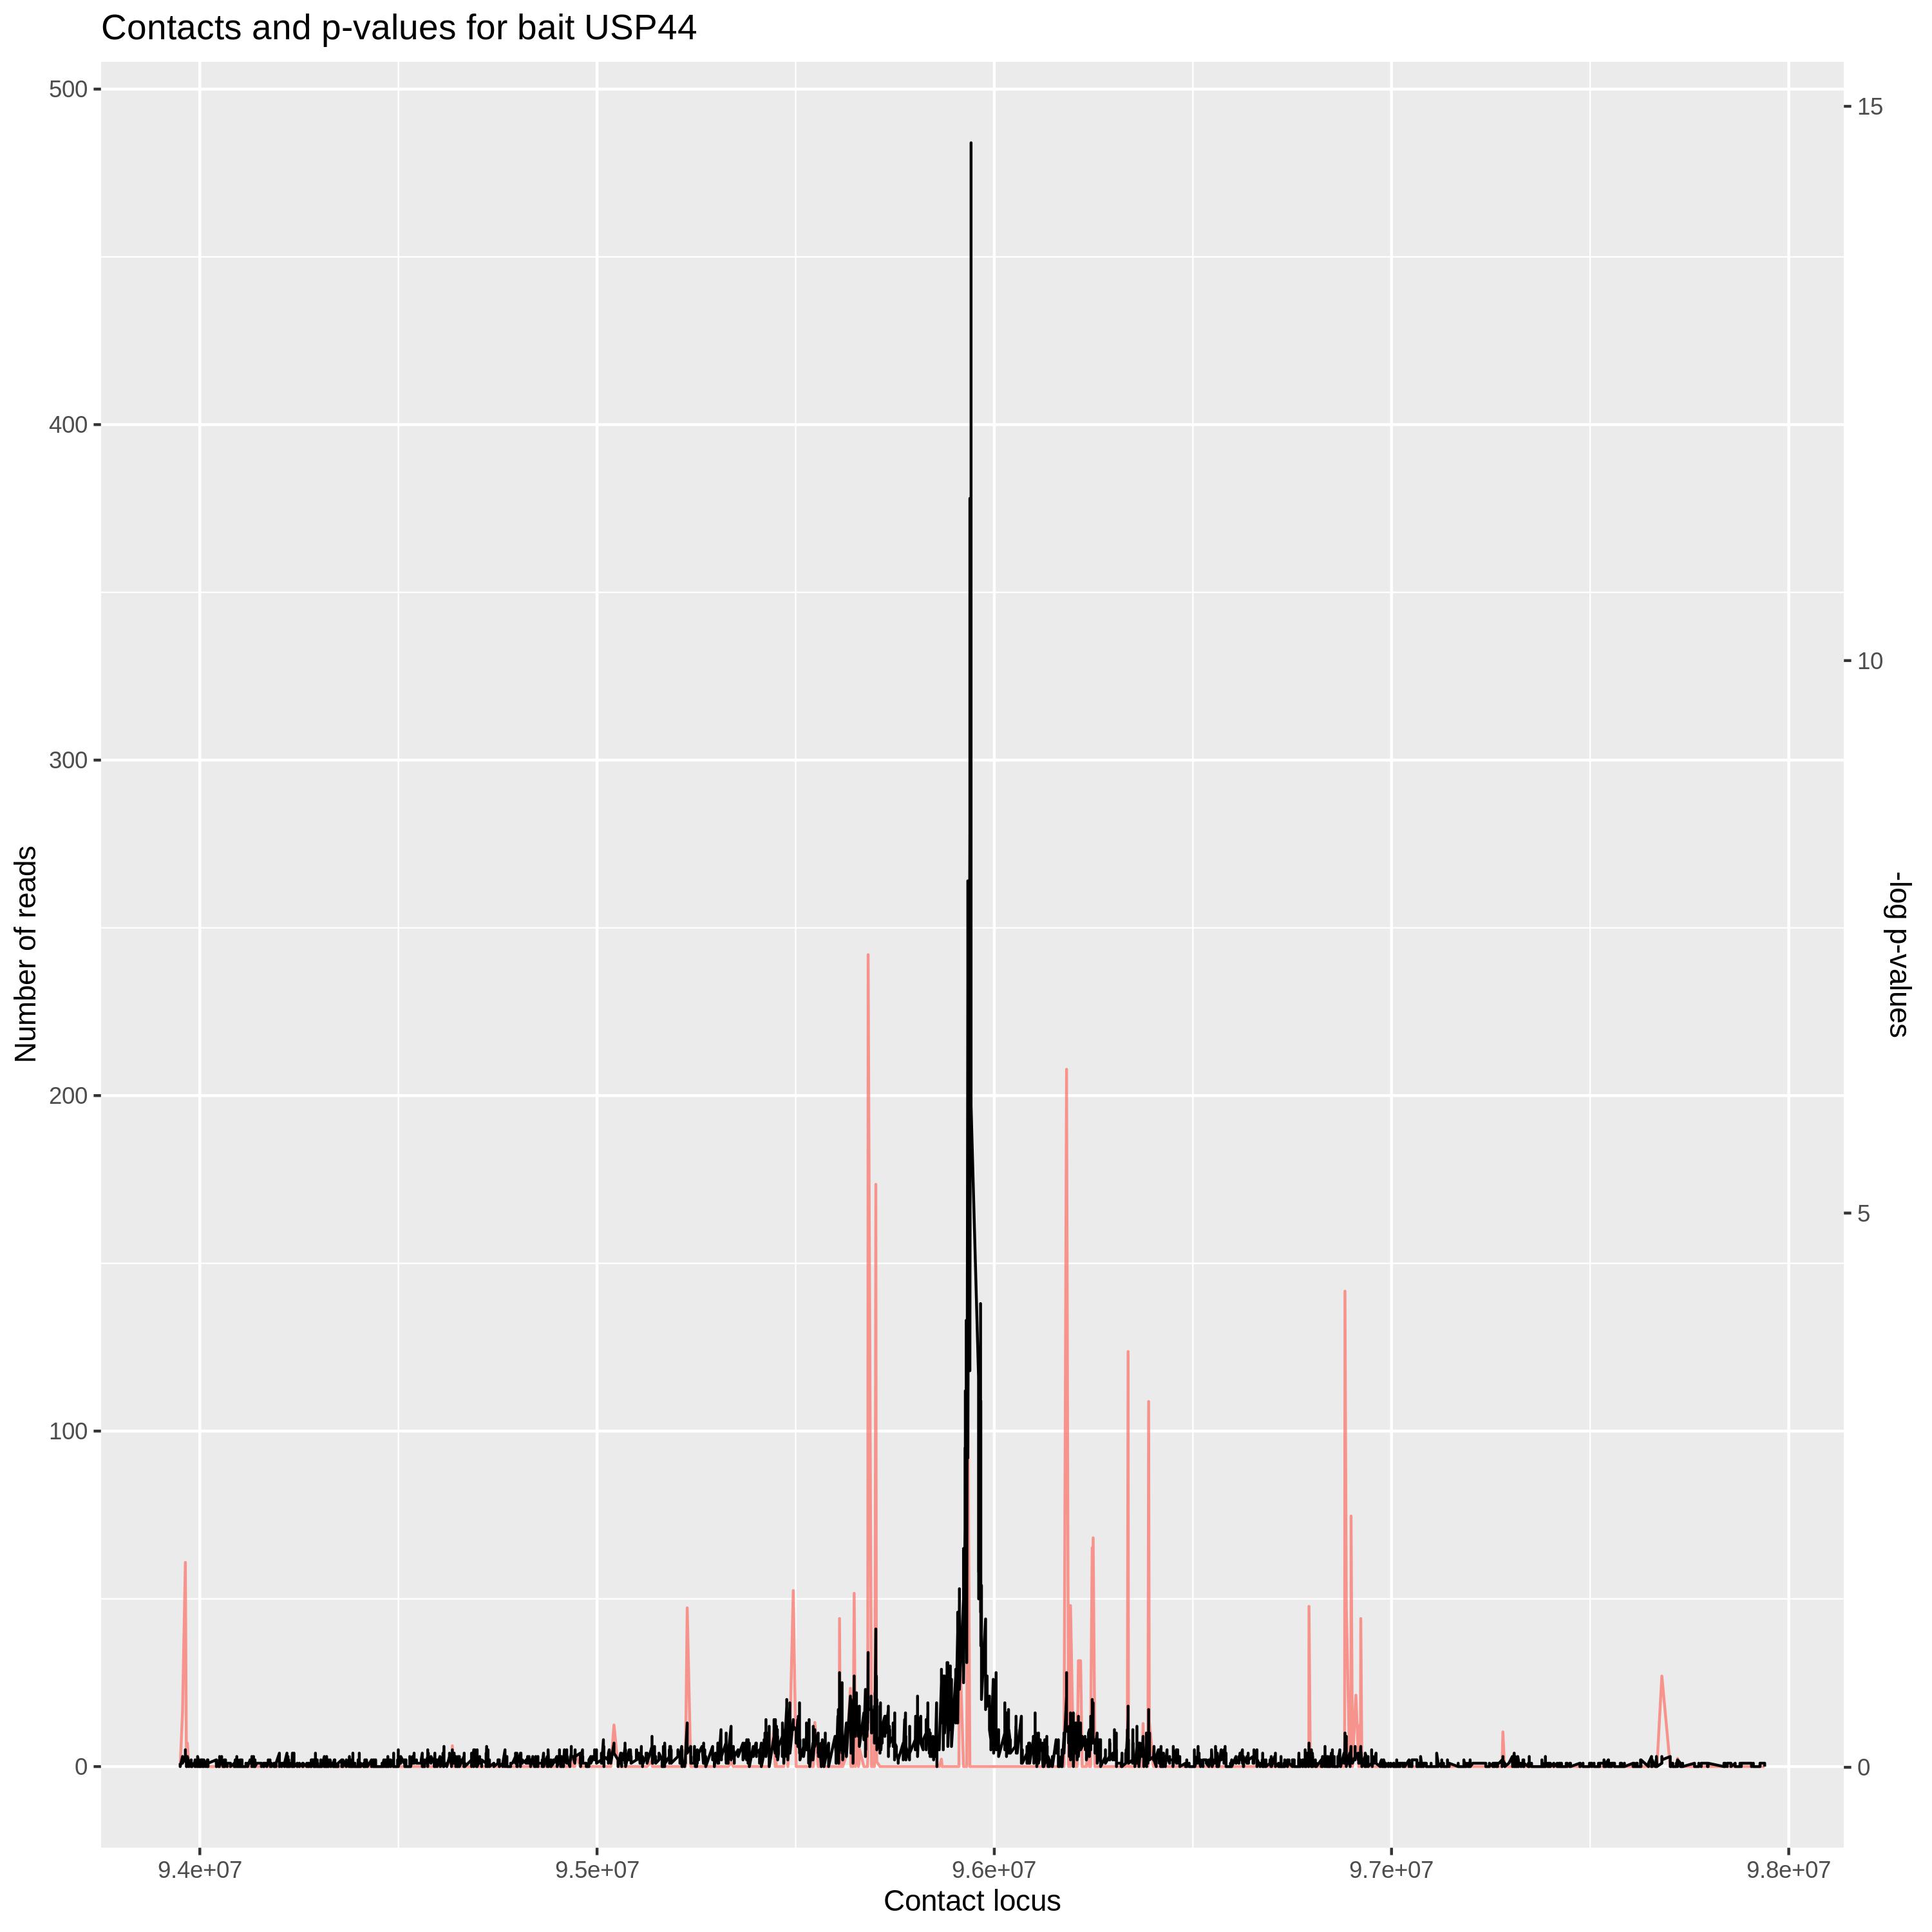 Contacts and p-values for bait USP44
500
400
300
200
100
0
Number of reads
15
10
5
0
-log p-values
9.4e+07
9.5e+07
9.6e+07
9.7e+07
9.8e+07
Contact locus